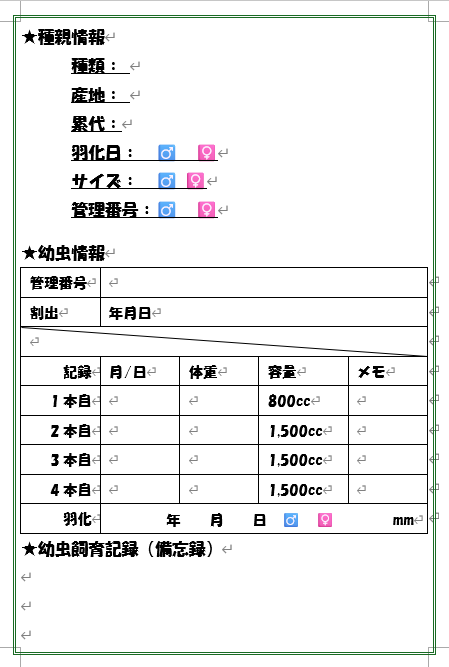 ★種親情報
種類：
産地：
累代：
羽化日： ♂ ♀
サイズ： ♂ ♀
管理番号：♂ ♀
★幼虫情報
管理番号
割出 年月日
記録 月/日 体重 容量 メモ
1本目 800cc
2本目 1,500cc
3本目 1,500cc
4本目 1,500cc
羽化 年 月 日 ♂ ♀ mm
★幼虫飼育記録（備忘録）